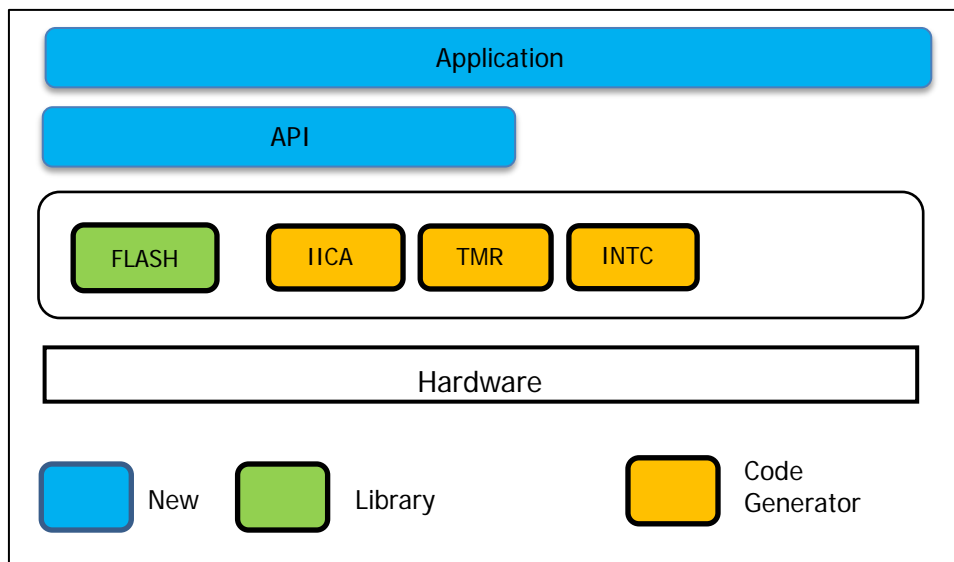 Application
API
FLASH
IICA
TMR
INTC
Hardware
New
Library
Code
Generator